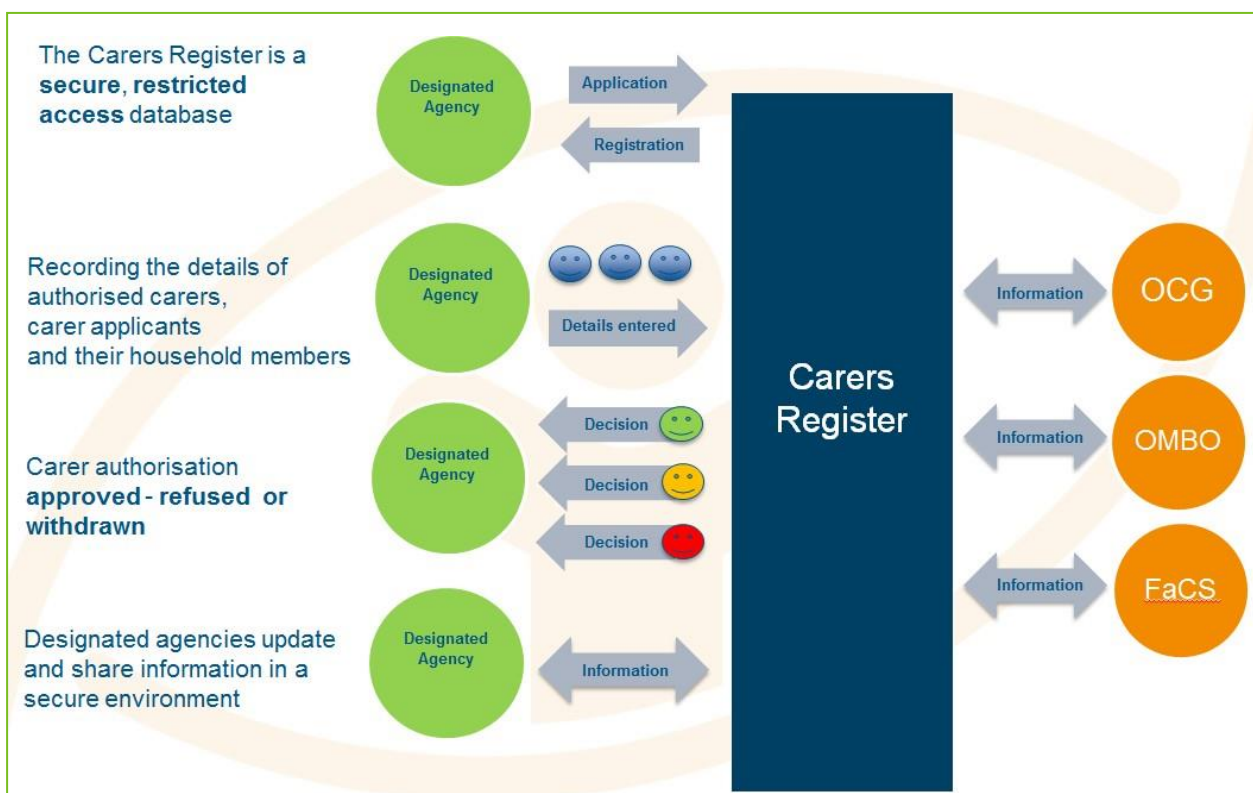 The Carers Register is a
secure, restricted
access database
Designated
Agency
Application
Registration
Recording the details of
authorised carers,
carer applicants
and their household members
Designated
Agency
Details entered
Carer authorisation
approved - refused or
withdrawn
Designated
Agency
Decision
Decision
Decision
Designated agencies update
and share information in a
secure environment
Designated
Agency
Information
Carers
Register
Information
OCG
Information
OMBO
Information
FaCS